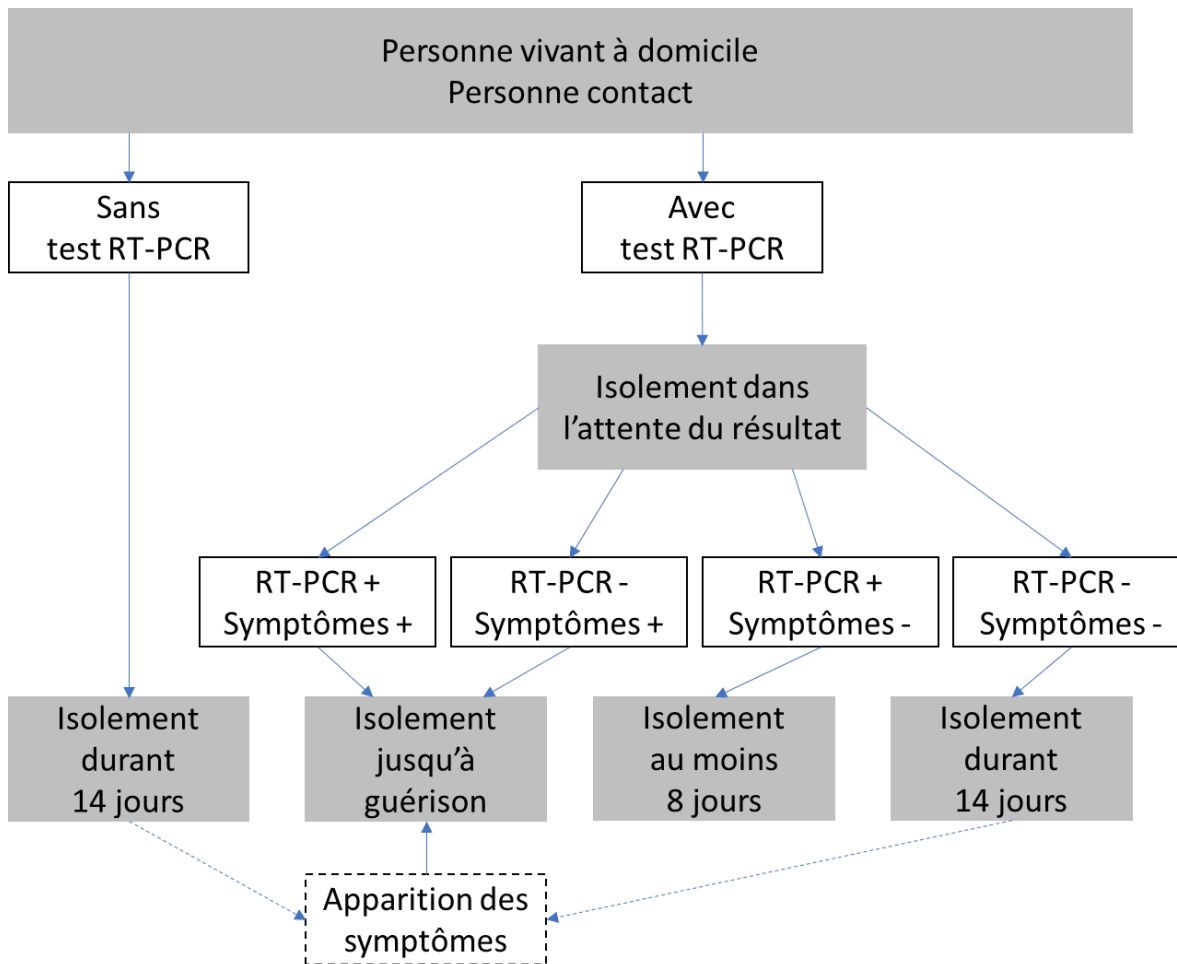 Personne vivant à domicile
Personne contact
Sans
test RT-PCR
Avec
test RT-PCR
Isolement dans
l’attente du résultat
RT-PCR +
Symptômes +
RT-PCR -
Symptômes +
RT-PCR +
Symptômes -
RT-PCR -
Symptômes -
Isolement
durant
14 jours
Isolement
jusqu’à
guérison
Isolement
au moins
8 jours
Isolement
durant
14 jours
Apparition des
symptômes